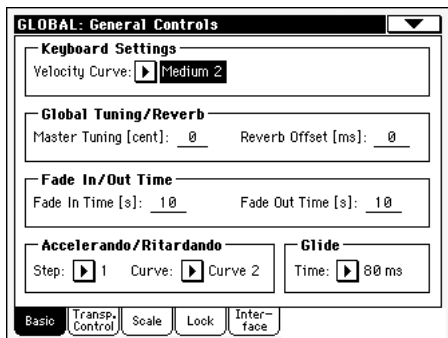 GLOBAL: General Controls
Keyboard Settings
Velocity Curve: Medium 2
Global Tuning/Reverb
Master Tuning [cent]: 0 Reverb Offset [ms]: 0
Fade In/Out Time
Fade In Time [s]: 10 Fade Out Time [s]: 10
Accelerando/Ritardando Glide
Step: 1 Curve: Curve 2 Time: 80 ms
Basic Transp. Control Scale Lock Inter-face